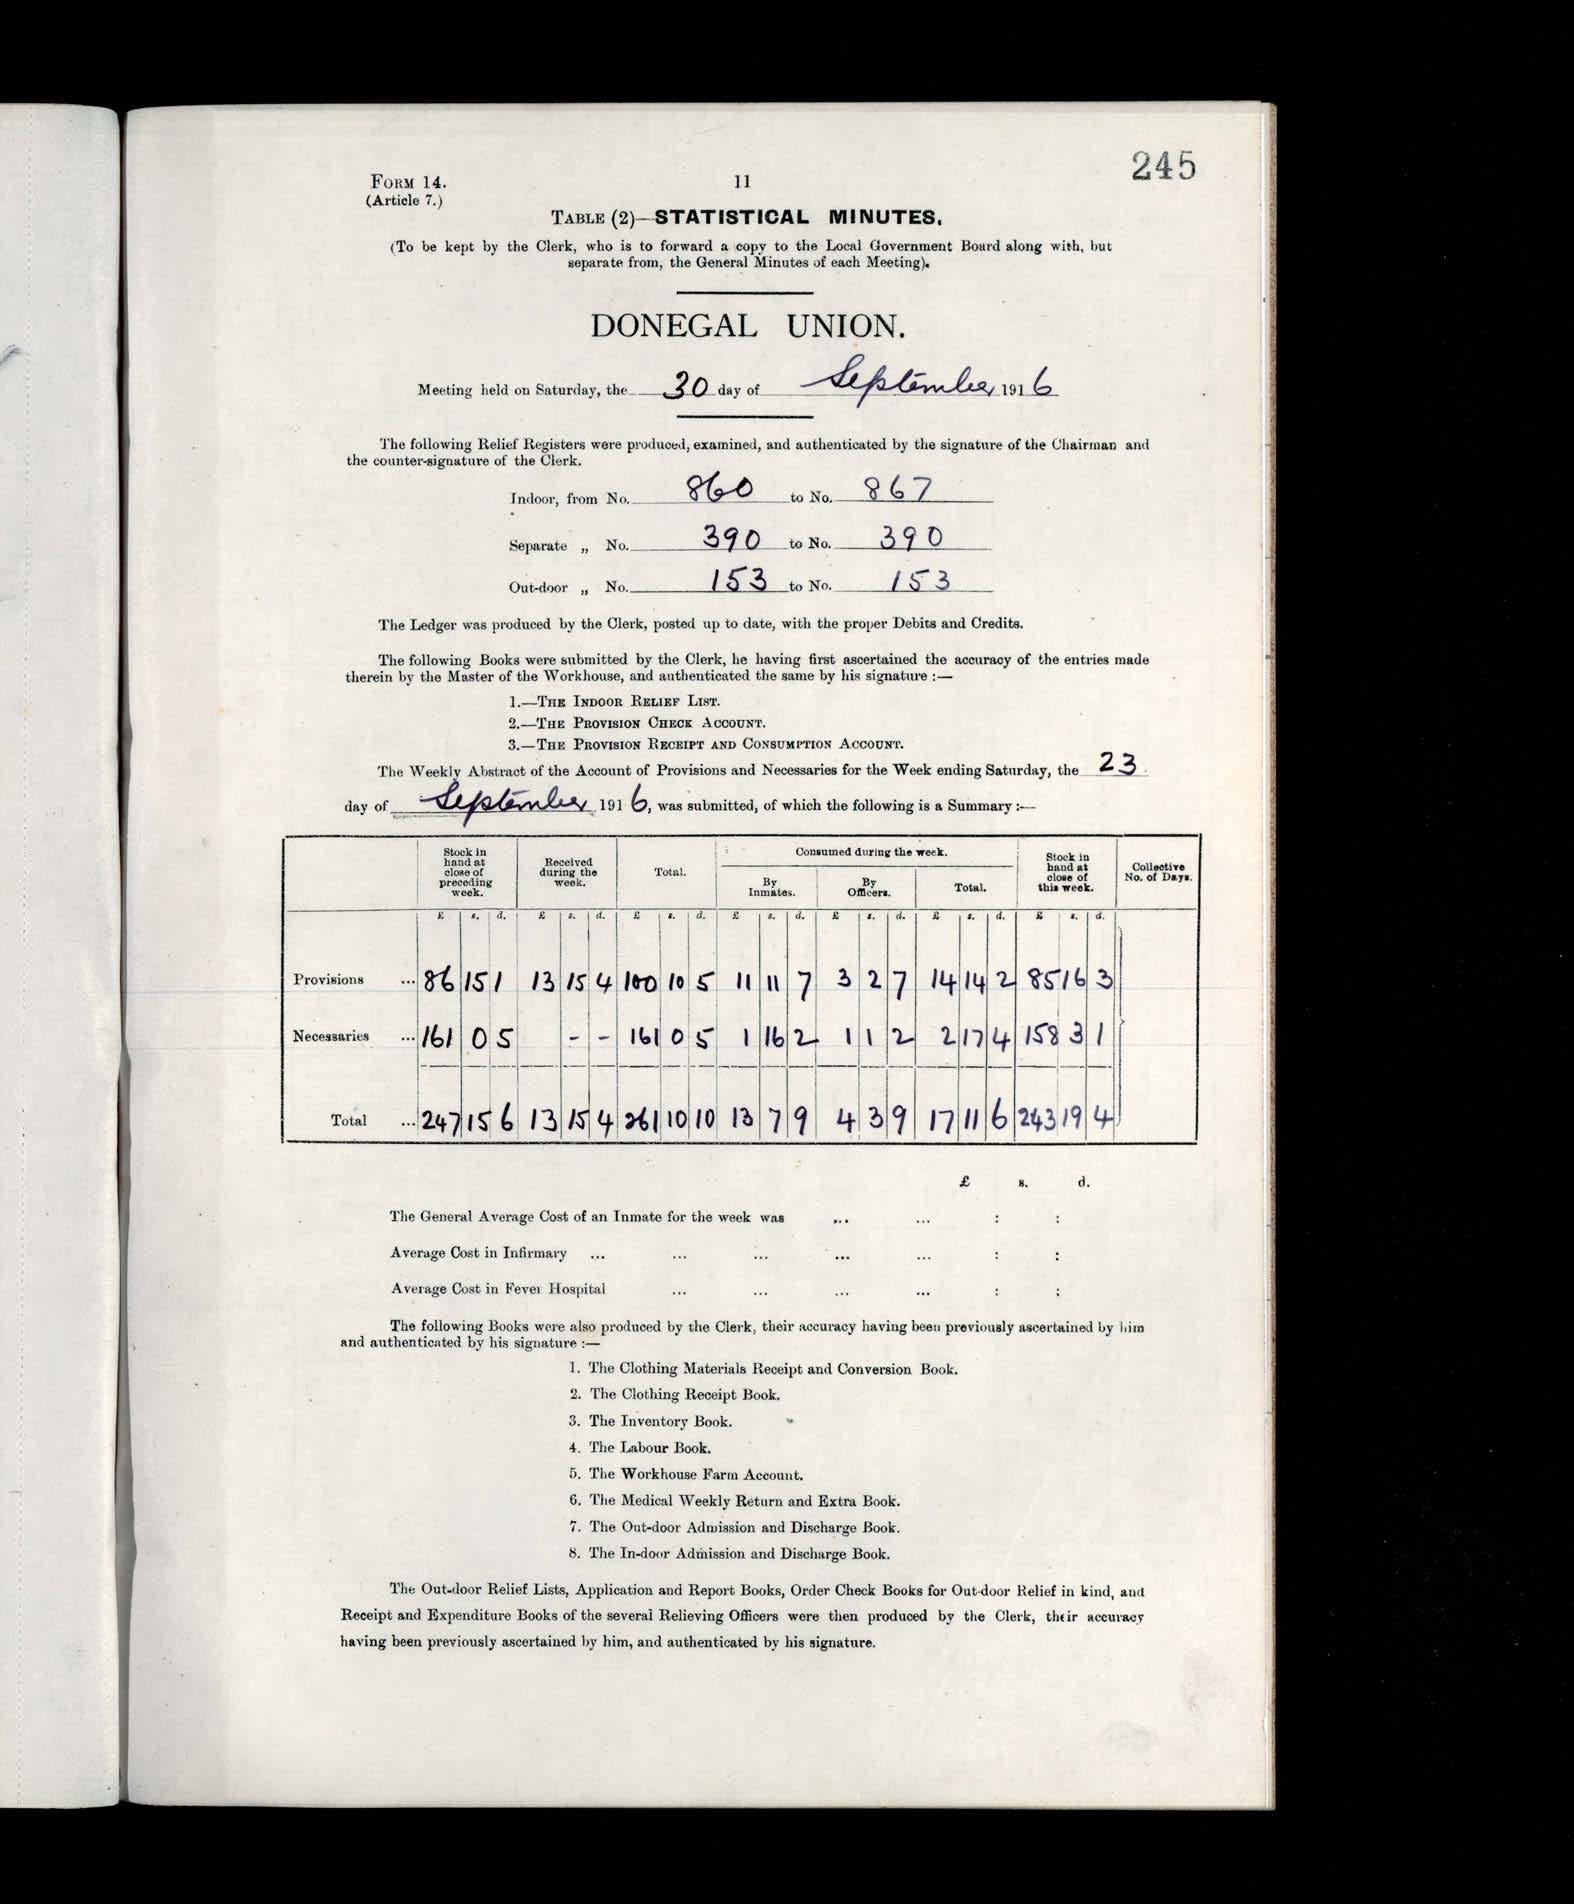 245
FORM 14.
(Article 7.)
11
TABLE (2)—STATISTICAL MINUTES.
(To be kept by the Clerk, who is to forward a copy to the Local Government Board along with, but
separate from, the General Minutes of each Meeting).
DONEGAL UNION.
Meeting held on Saturday, the 30 day of September 1916
The following Relief Registers were produced, examined, and authenticated by the signature of the Chairman and
the counter-signature of the Clerk.
Indoor, from No. 860 to No. 867
Separate „ No. 390 to No. 390
Out-door „ No. 153 to No. 153
The Ledger was produced by the Clerk, posted up to date, with the proper Debits and Credits.
The following Books were submitted by the Clerk, he having first ascertained the accuracy of the entries made
therein by the Master of the Workhouse, and authenticated the same by his signature :—
1.—THE INDOOR RELIEF LIST.
2.—THE PROVISION CHECK ACCOUNT.
3.—THE PROVISION RECEIPT AND CONSUMPTION ACCOUNT.
The Weekly Abstract of the Account of Provisions and Necessaries for the Week ending Saturday, the 23
day of September 1916, was submitted, of which the following is a Summary :—
Stock in hand at close of preceding week. Received during the week. Total. Consumed during the week. Stock in hand at close of this week. Collective No. of Days.
By Inmates. By Officers. Total.
£ s. d. £ s. d. £ s. d. £ s. d. £ s. d. £ s. d. £ s. d.
Provisions ... 86 15 1 13 15 4 100 10 5 11 11 7 3 2 7 14 14 2 85 16 3
Necessaries ... 161 0 5 - - 161 0 5 1 16 2 1 1 2 2 17 4 158 3 1
Total ... 247 15 6 13 15 4 261 10 10 13 7 9 4 3 9 17 11 6 243 19 4
£ s. d.
The General Average Cost of an Inmate for the week was ... ... : :
Average Cost in Infirmary ... ... ... ... ... : :
Average Cost in Fever Hospital ... ... ... ... : :
The following Books were also produced by the Clerk, their accuracy having been previously ascertained by him
and authenticated by his signature :—
1. The Clothing Materials Receipt and Conversion Book.
2. The Clothing Receipt Book.
3. The Inventory Book.
4. The Labour Book.
5. The Workhouse Farm Account.
6. The Medical Weekly Return and Extra Book.
7. The Out-door Admission and Discharge Book.
8. The In-door Admission and Discharge Book.
The Out-door Relief Lists, Application and Report Books, Order Check Books for Out-door Relief in kind, and
Receipt and Expenditure Books of the several Relieving Officers were then produced by the Clerk, their accuracy
having been previously ascertained by him, and authenticated by his signature.